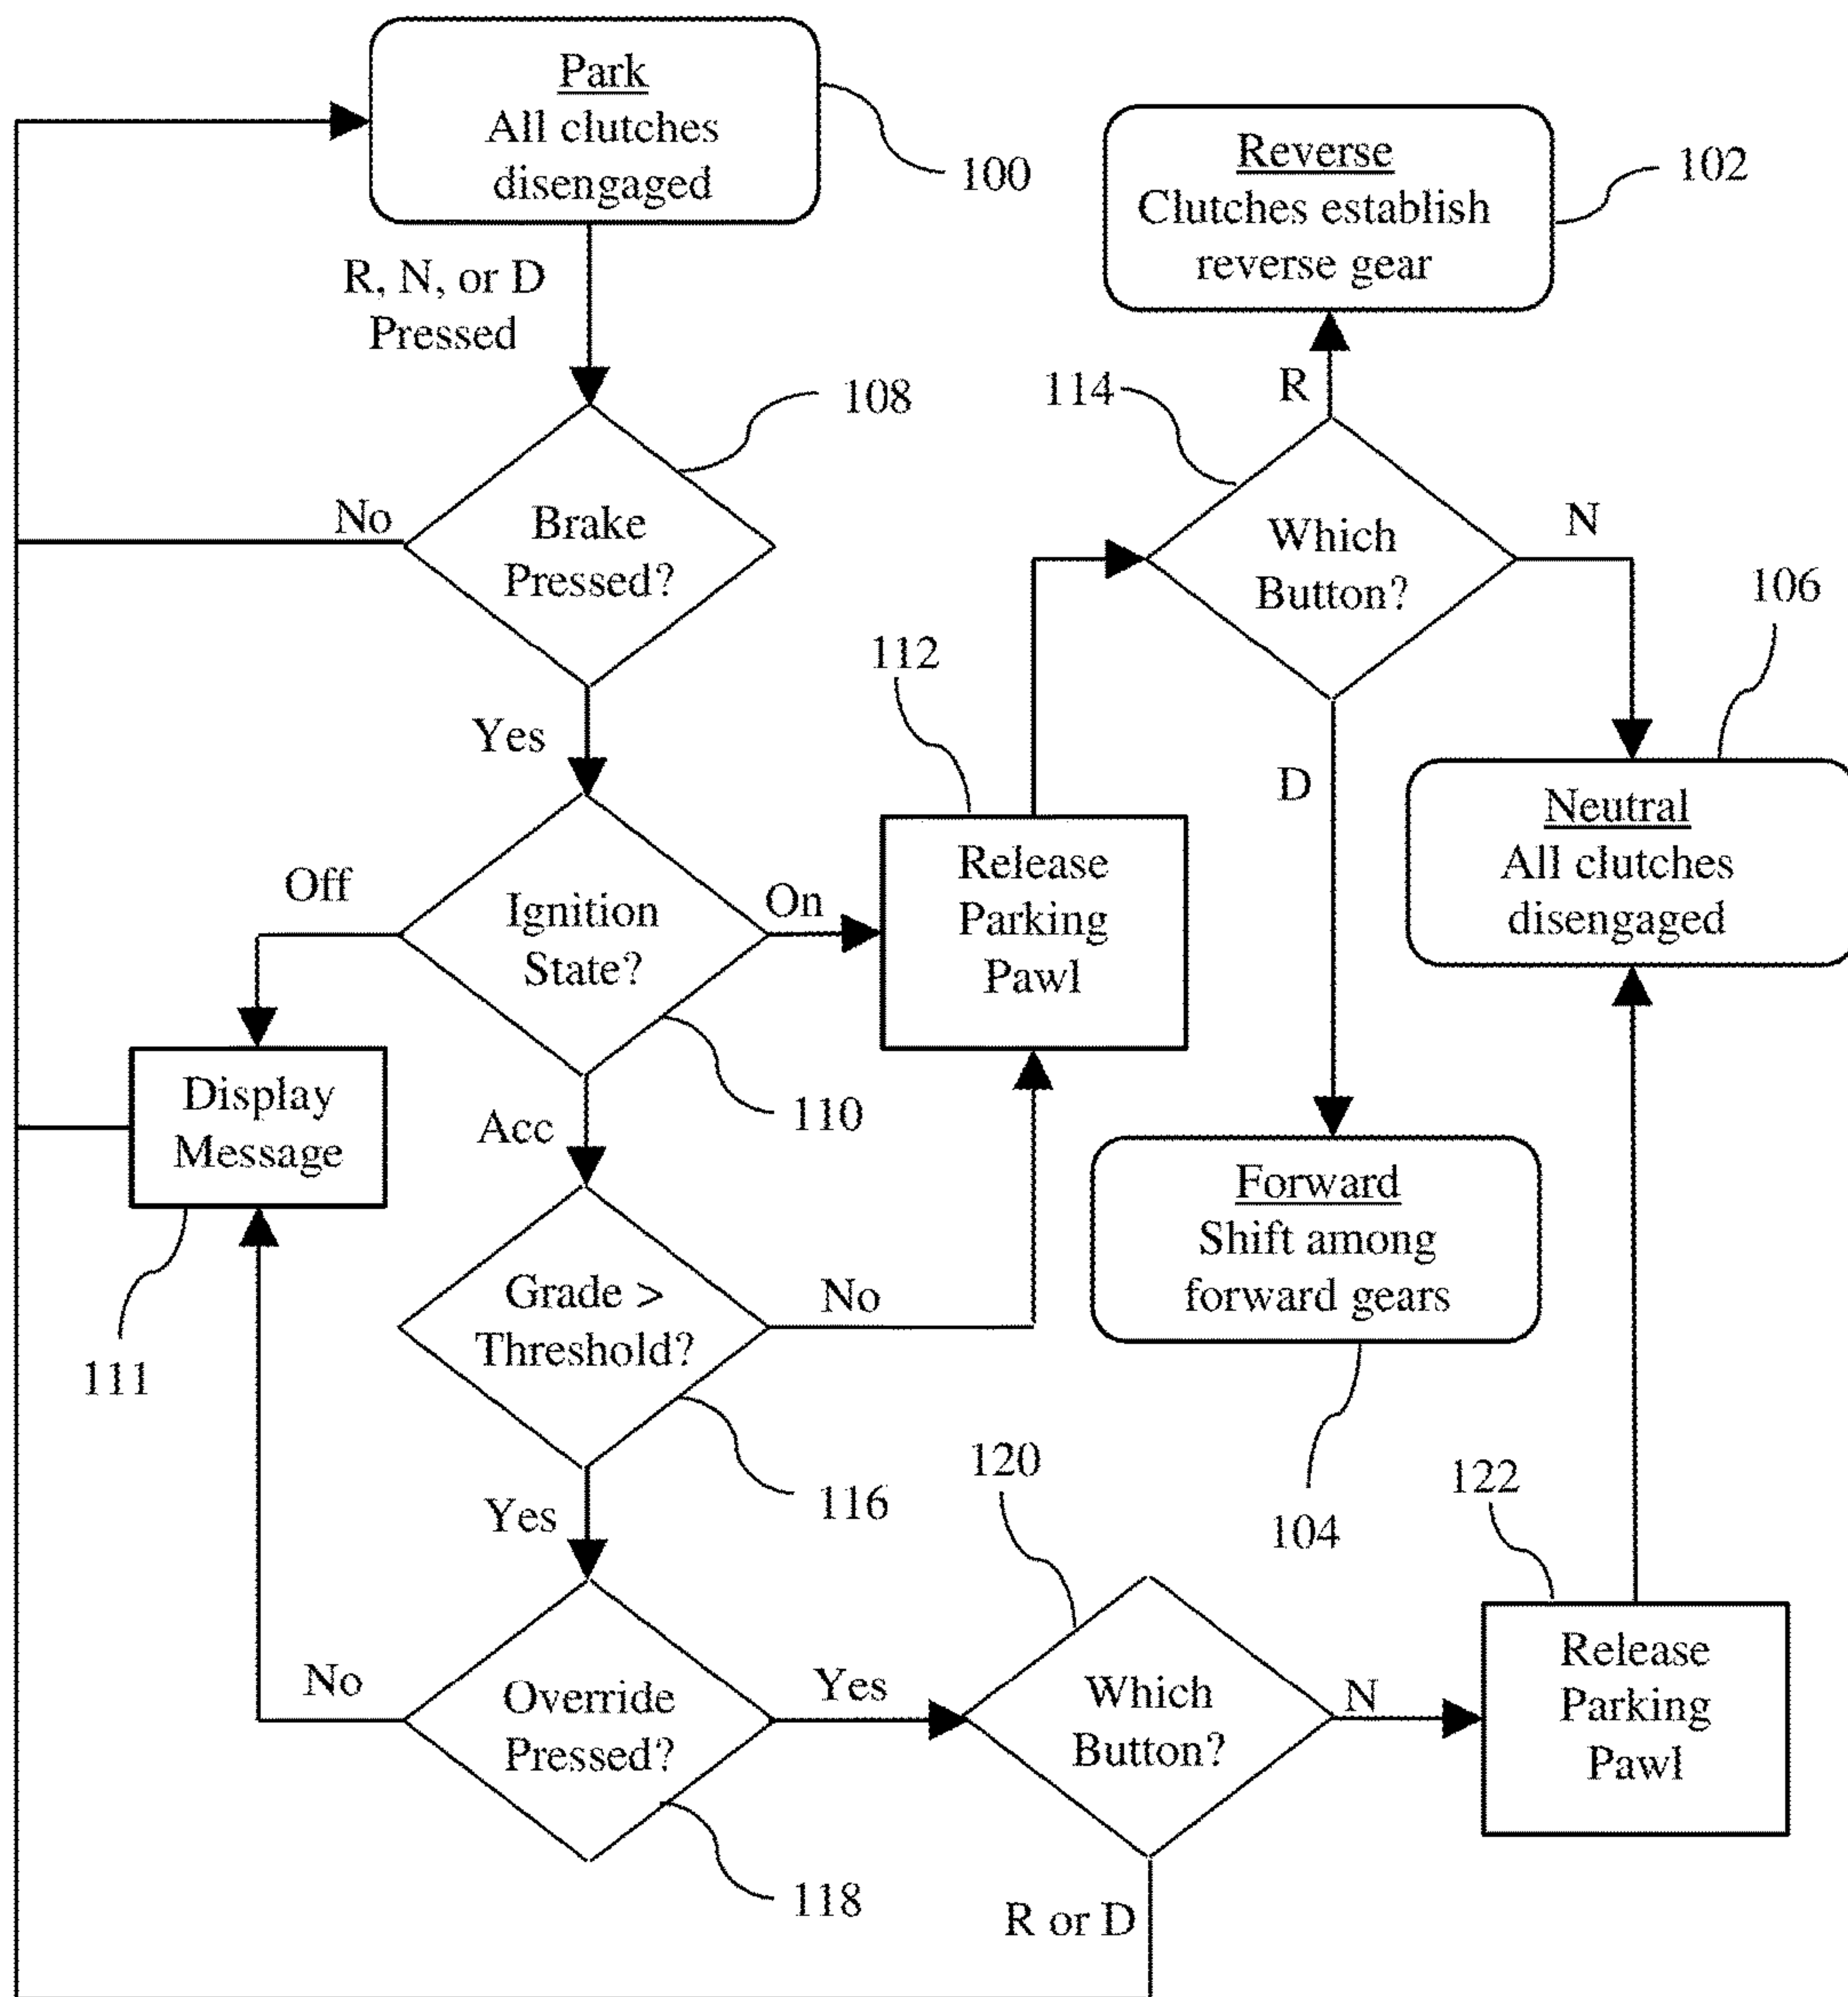 Park
All clutches
disengaged
100
R, N, or D
Pressed
108
Brake
Pressed?
No
Yes
Ignition
State?
Off
On
Acc
110
Display
Message
111
Release
Parking
Pawl
112
Which
Button?
114
R
N
D
Reverse
Clutches establish
reverse gear
102
Neutral
All clutches
disengaged
106
Forward
Shift among
forward gears
104
Grade >
Threshold?
No
Yes
116
Override
Pressed?
No
Yes
118
Which
Button?
120
N
R or D
Release
Parking
Pawl
122